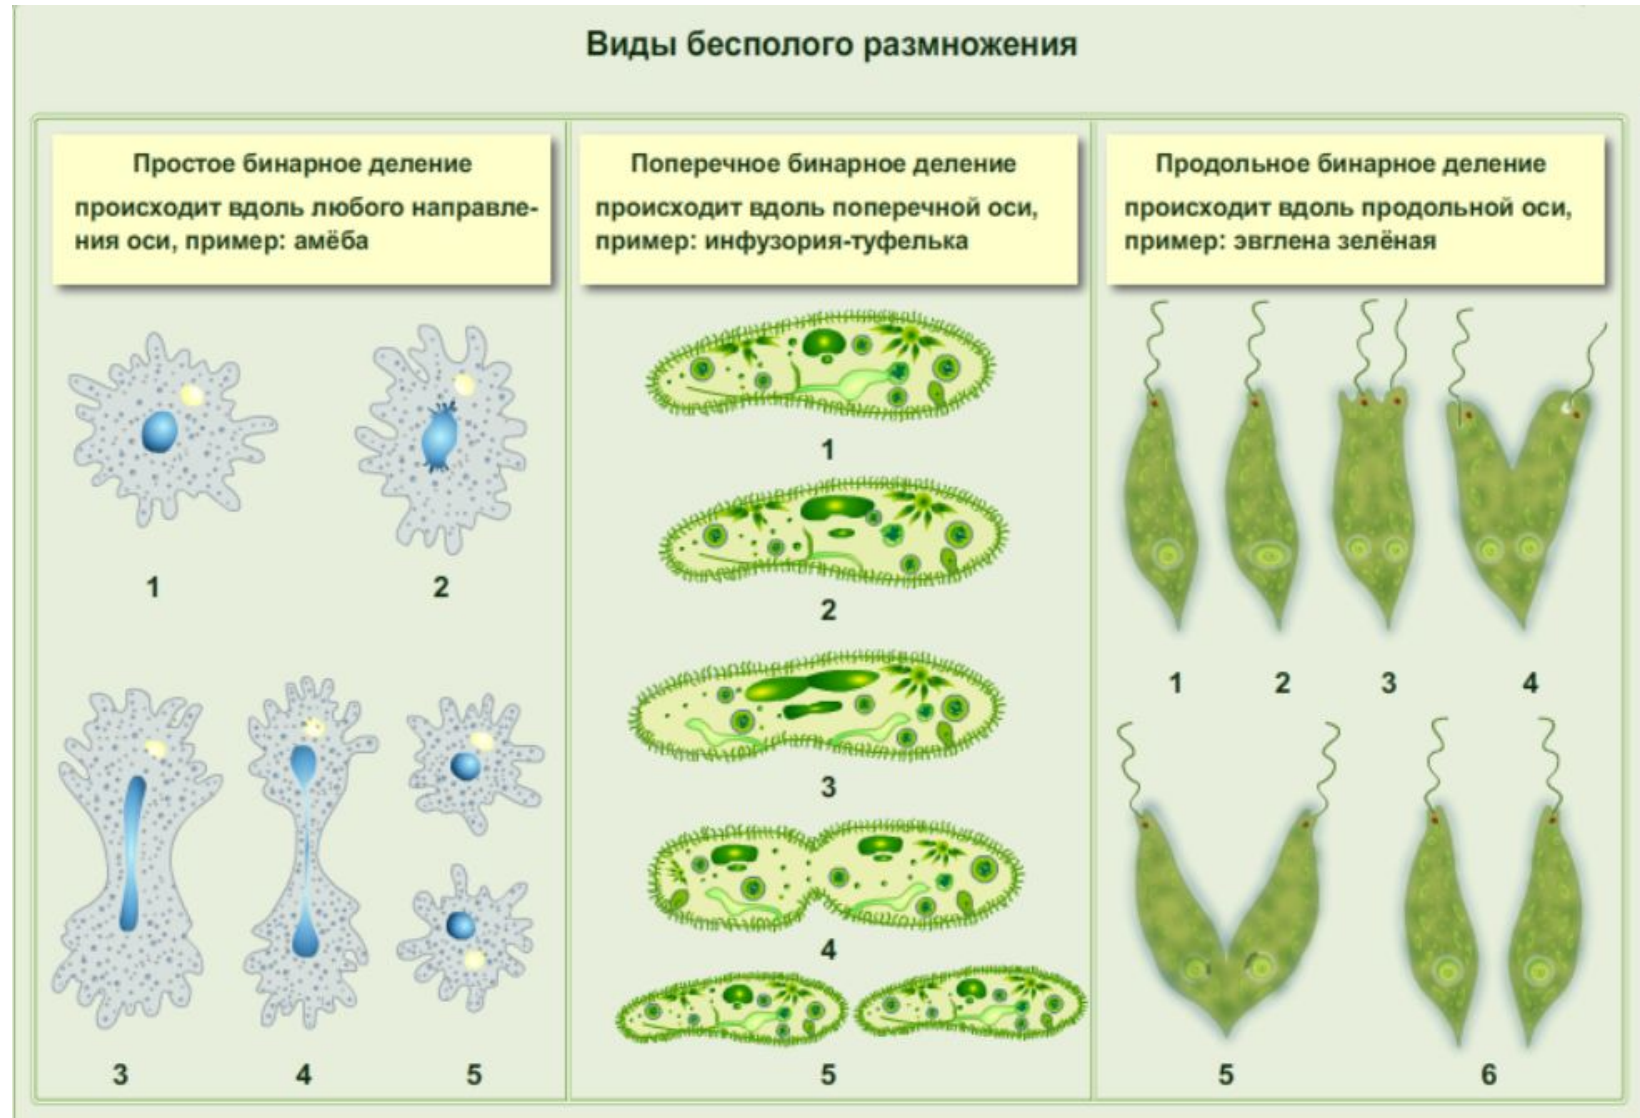 Виды бесполого размножения
Простое бинарное деление
происходит вдоль любого направле-
ния оси, пример: амёба
1
2
3
4
5
Поперечное бинарное деление
происходит вдоль поперечной оси,
пример: инфузория-туфелька
1
2
3
4
5
Продольное бинарное деление
происходит вдоль продольной оси,
пример: эвглена зелёная
1
2
3
4
5
6